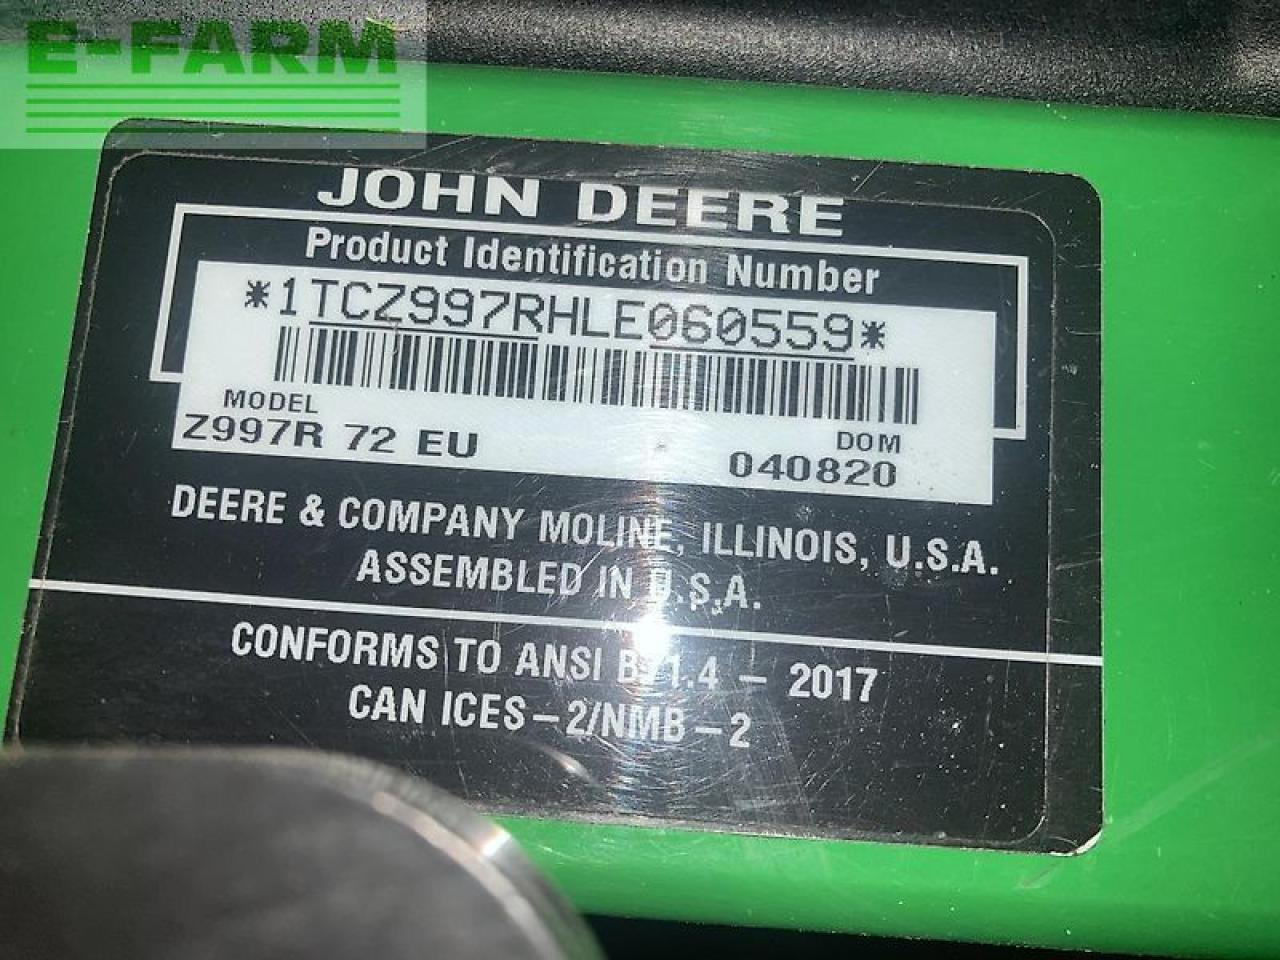 E-FARM
JOHN DEERE
Product Identification Number
*1TCZ997RHLE060559*
MODEL
Z997R 72 EU
DOM
040820
DEERE & COMPANY MOLINE, ILLINOIS, U.S.A.
ASSEMBLED IN U.S.A.
CONFORMS TO ANSI B71.4 - 2017
CAN ICES-2/NMB-2